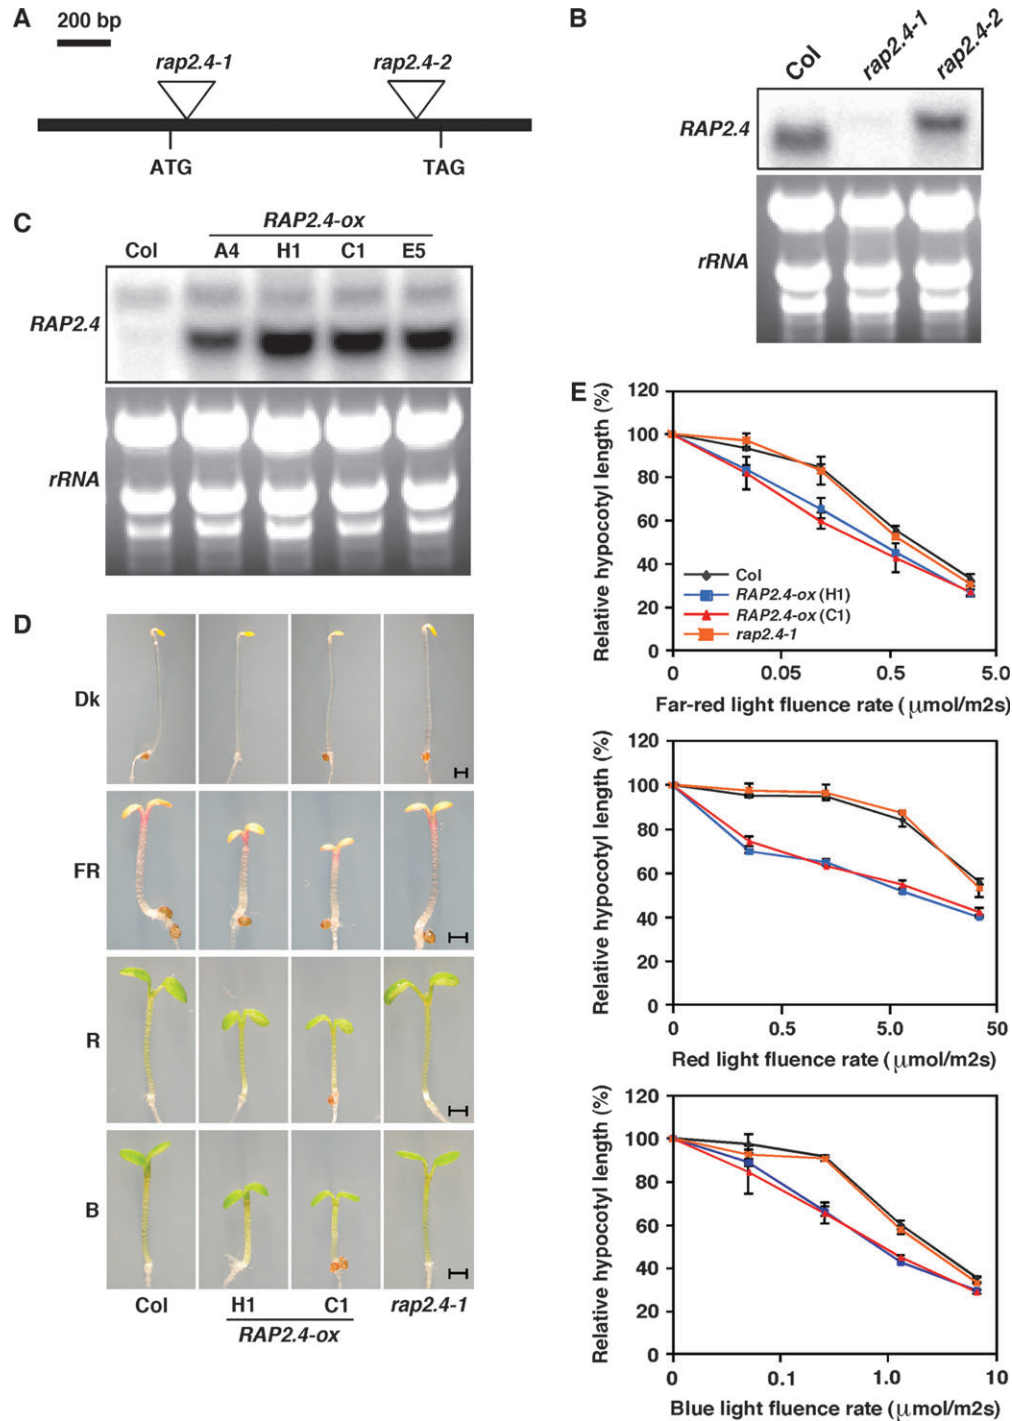 A
200 bp
rap2.4-1
rap2.4-2
ATG
TAG
B
Col
rap2.4-1
rap2.4-2
RAP2.4
rRNA
C
RAP2.4-ox
Col A4 H1 C1 E5
RAP2.4
rRNA
D
Dk
FR
R
B
Col H1 C1 rap2.4-1
RAP2.4-ox
E
Relative hypocotyl length (%)
120
100
80
60
40
20
0
Col
RAP2.4-ox (H1)
RAP2.4-ox (C1)
rap2.4-1
0 0.05 0.5 5.0
Far-red light fluence rate (μmol/m2s)
Relative hypocotyl length (%)
120
100
80
60
40
20
0
0 0.5 5.0 50
Red light fluence rate (μmol/m2s)
Relative hypocotyl length (%)
120
100
80
60
40
20
0
0 0.1 1.0 10
Blue light fluence rate (μmol/m2s)